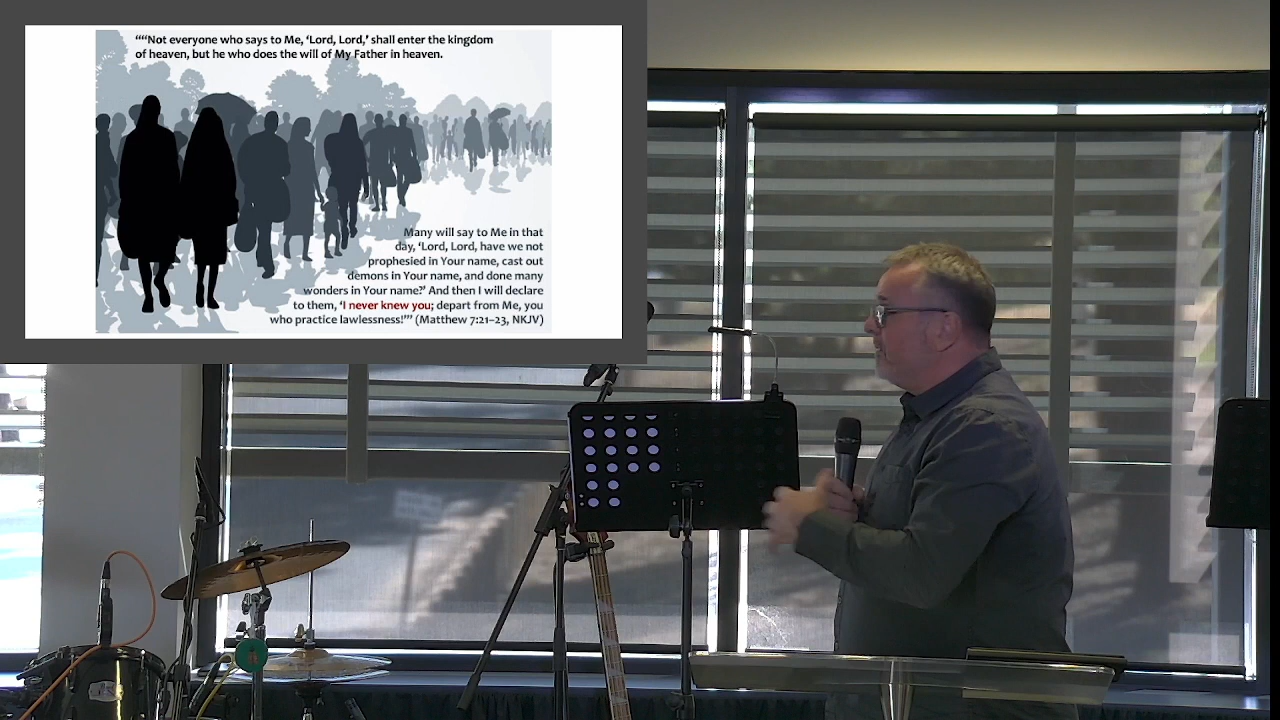 ““‘Not everyone who says to Me, ‘Lord, Lord,’ shall enter the kingdom
of heaven, but he who does the will of My Father in heaven.
Many will say to Me in that
day, ‘Lord, Lord, have we not
prophesied in Your name, cast out
demons in Your name, and done many
wonders in Your name?’ And then I will declare
to them, ‘I never knew you; depart from Me, you
who practice lawlessness!’” (Matthew 7:21–23, NKJV)